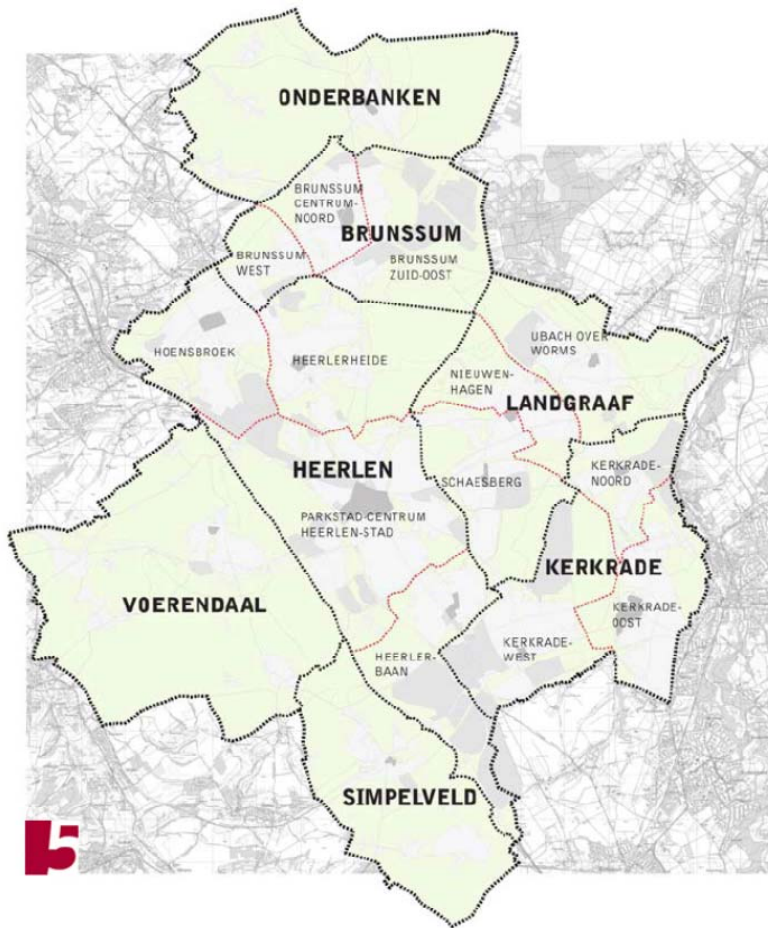 ONDERBANKEN
BRUNSSUM
CENTRUM-
NOORD
BRUNSSUM
BRUNSSUM
WEST
BRUNSSUM
ZUID-OOST
HOENSBROEK
HEERLERHEIDE
UBACH OVER
WORMS
NIEUWEN-
HAGEN
LANDGRAAF
HEERLEN
SCHAESBERG
KERKRADE-
NOORD
PARKSTAD-CENTRUM
HEERLEN-STAD
KERKRADE
VOERENDAAL
KERKRADE-
OOST
HEERLER-
BAAN
KERKRADE-
WEST
SIMPELVELD
5